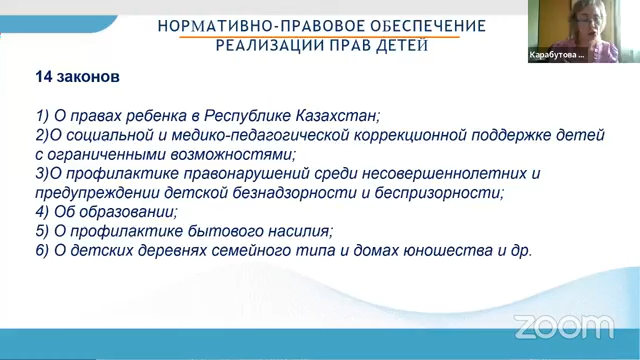 НОРМАТИВНО-ПРАВОВОЕ ОБЕСПЕЧЕНИЕ
РЕАЛИЗАЦИИ ПРАВ ДЕТЕЙ
Карабутова ...
14 законов
1) О правах ребенка в Республике Казахстан;
2)О социальной и медико-педагогической коррекционной поддержке детей
с ограниченными возможностями;
3)О профилактике правонарушений среди несовершеннолетних и
предупреждении детской безнадзорности и беспризорности;
4) Об образовании;
5) О профилактике бытового насилия;
6) О детских деревнях семейного типа и домах юношества и др.
zoom